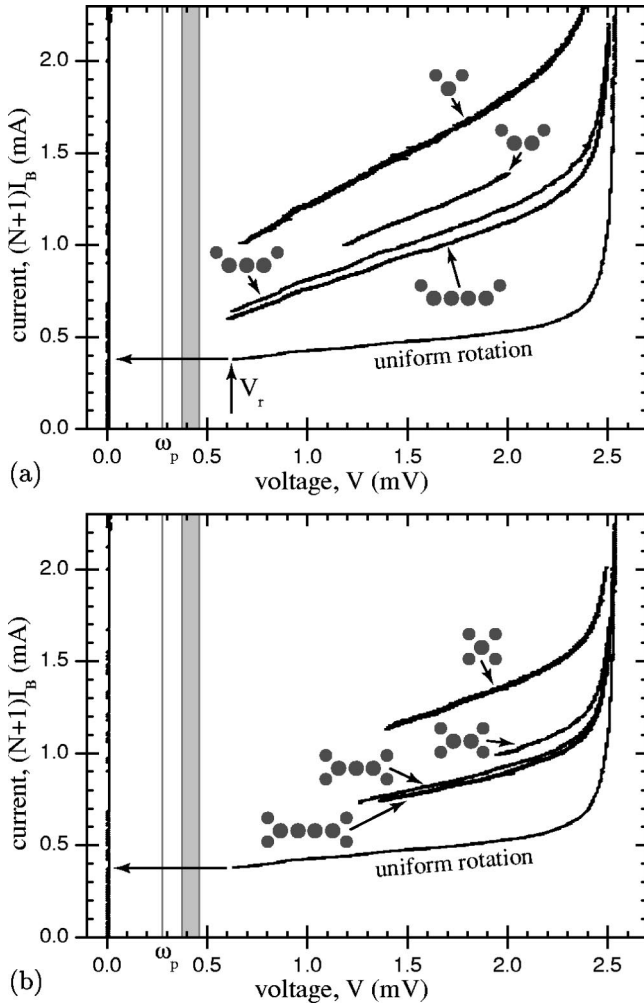 2.0
1.5
1.0
0.5
0.0
current, (N+1)I_B (mA)
uniform rotation
V_r
0.0 ω_p 0.5 1.0 1.5 2.0 2.5
(a) voltage, V (mV)
2.0
1.5
1.0
0.5
0.0
current, (N+1)I_B (mA)
uniform rotation
0.0 ω_p 0.5 1.0 1.5 2.0 2.5
(b) voltage, V (mV)